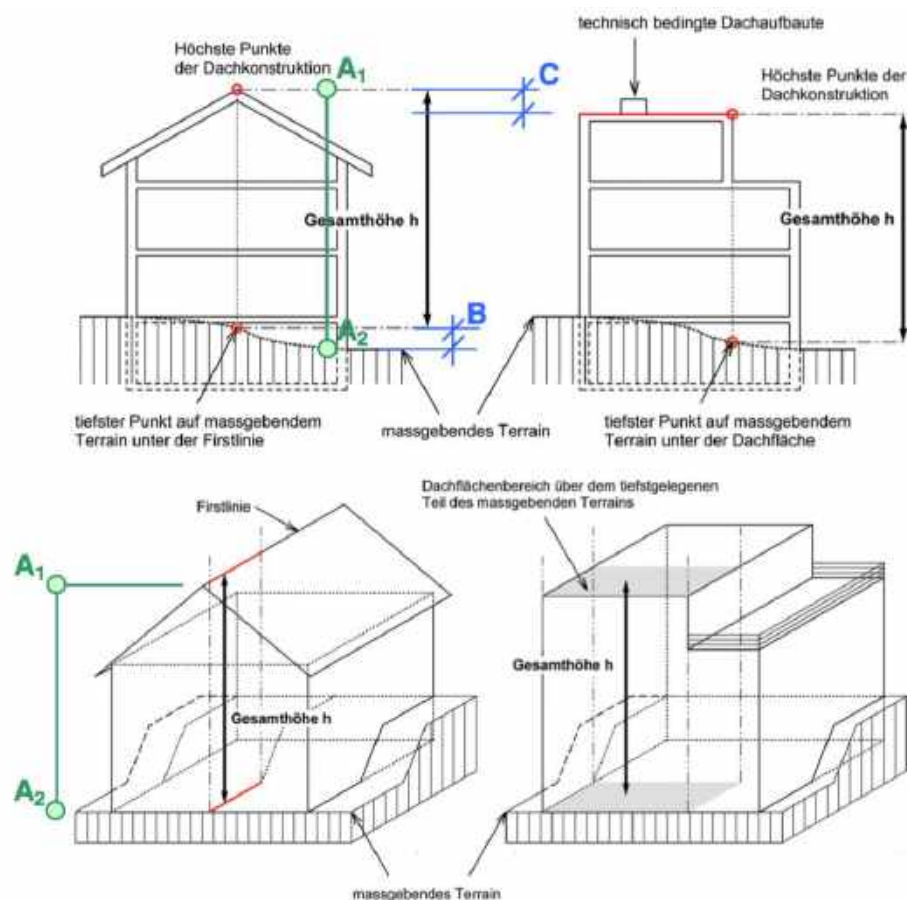 technisch bedingte Dachaufbaute
Höchste Punkte
der Dachkonstruktion
A1
C
Höchste Punkte der
Dachkonstruktion
Gesamthöhe h
Gesamthöhe h
B
A2
tiefster Punkt auf massgebendem
Terrain unter der Firstlinie
massgebendes Terrain
tiefster Punkt auf massgebendem
Terrain unter der Dachfläche
Dachflächenbereich über dem tiefstgelegenen
Teil des massgebenden Terrains
Firstlinie
A1
Gesamthöhe h
Gesamthöhe h
A2
massgebendes Terrain